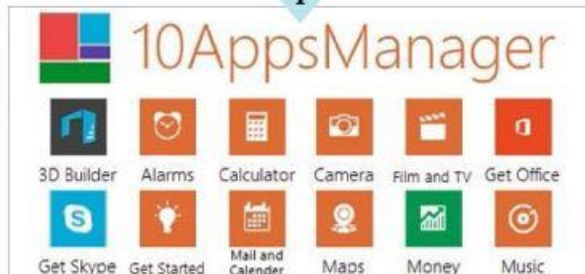 10AppsManager
3D Builder Alarms Calculator Camera Film and TV Get Office
Get Skype Get Started Mail and Calender Maps Money Music